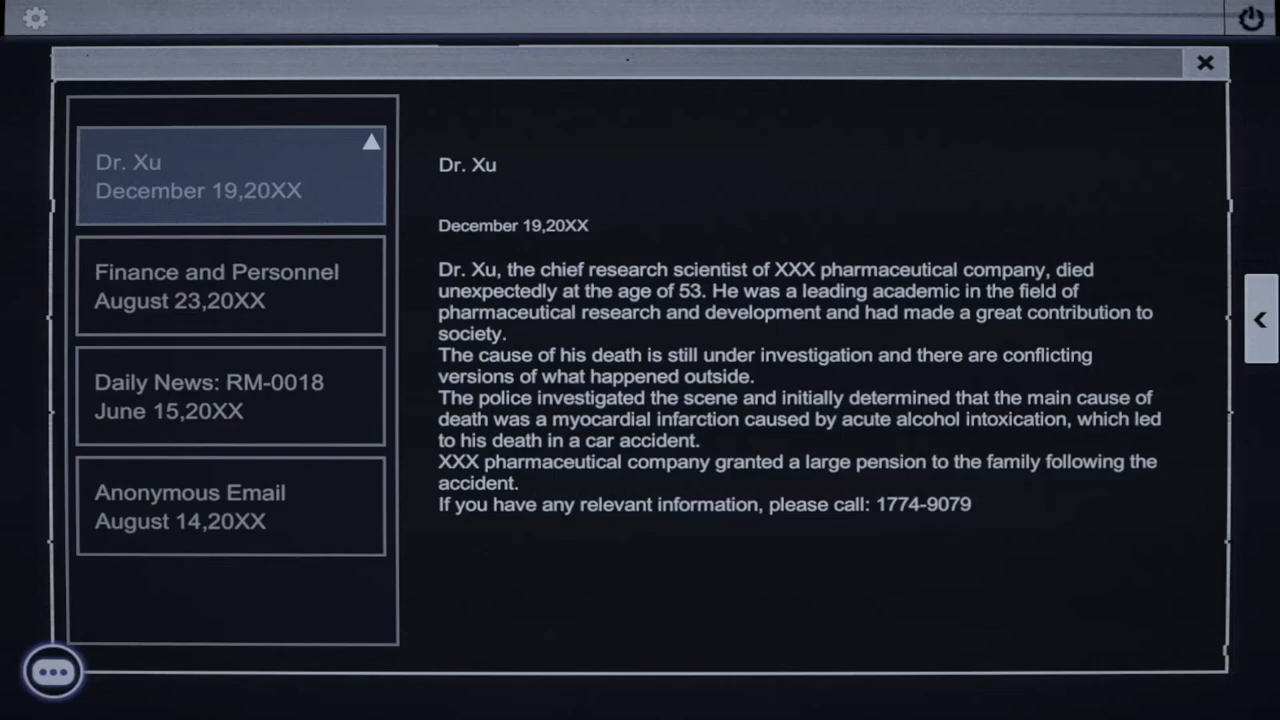 Dr. Xu
December 19,20XX
Finance and Personnel
August 23,20XX
Daily News: RM-0018
June 15,20XX
Anonymous Email
August 14,20XX
Dr. Xu
December 19,20XX
Dr. Xu, the chief research scientist of XXX pharmaceutical company, died
unexpectedly at the age of 53. He was a leading academic in the field of
pharmaceutical research and development and had made a great contribution to
society.
The cause of his death is still under investigation and there are conflicting
versions of what happened outside.
The police investigated the scene and initially determined that the main cause of
death was a myocardial infarction caused by acute alcohol intoxication, which led
to his death in a car accident.
XXX pharmaceutical company granted a large pension to the family following the
accident.
If you have any relevant information, please call: 1774-9079